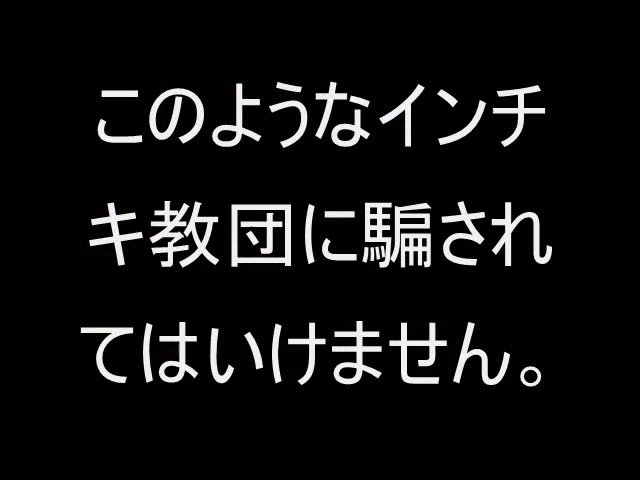 このようなインチ
キ教団に騙され
てはいけません。